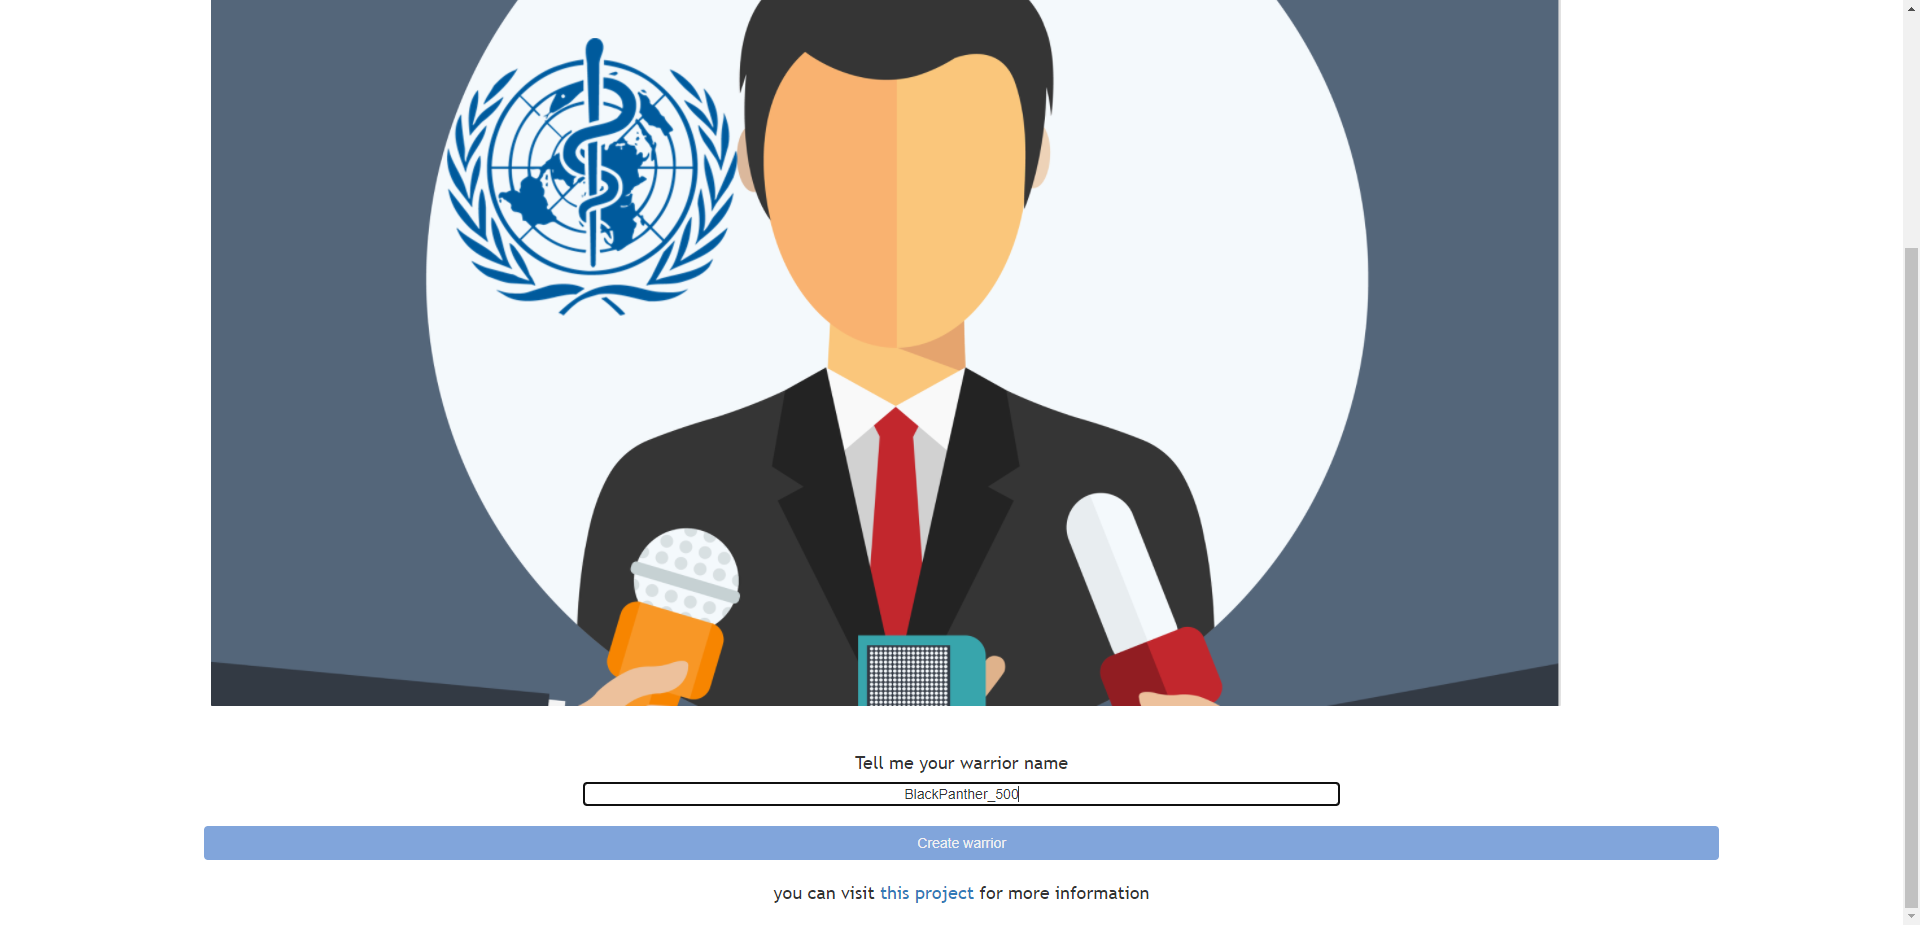 Tell me your warrior name
BlackPanther_500
Create warrior
you can visit this project for more information